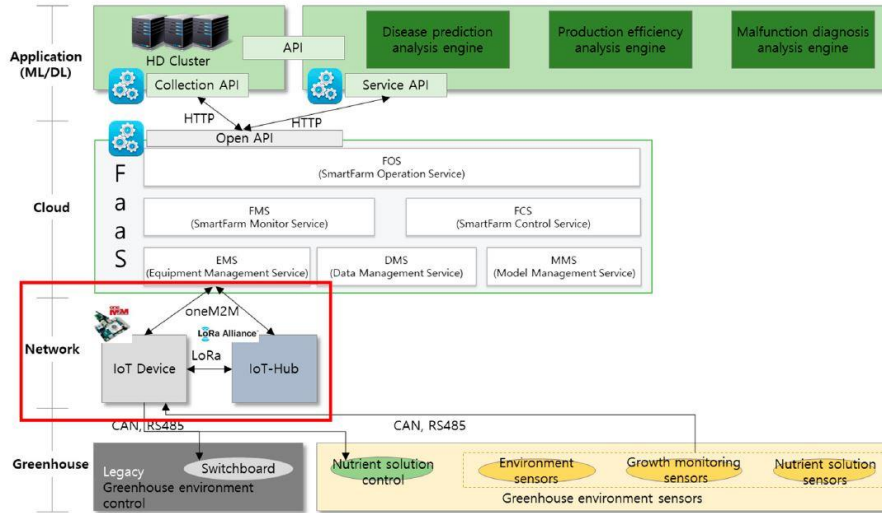 Application
(ML/DL)
HD Cluster
API
Collection API
Service API
Disease prediction
analysis engine
Production efficiency
analysis engine
Malfunction diagnosis
analysis engine
HTTP
HTTP
Open API
Cloud
FaaS
FOS
(SmartFarm Operation Service)
FMS
(SmartFarm Monitor Service)
FCS
(SmartFarm Control Service)
EMS
(Equipment Management Service)
DMS
(Data Management Service)
MMS
(Model Management Service)
Network
oneM2M
LoRa Alliance
LoRa
IoT Device
IoT-Hub
CAN, RS485
CAN, RS485
Greenhouse
Legacy
Greenhouse environment
control
Switchboard
Nutrient solution
control
Environment
sensors
Growth monitoring
sensors
Nutrient solution
sensors
Greenhouse environment sensors